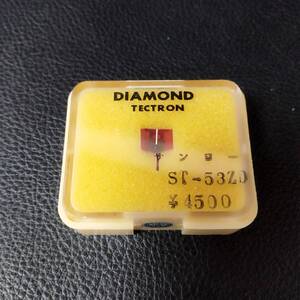 DIAMOND
TECTRON
サンヨー
ST-53ZD
¥4500